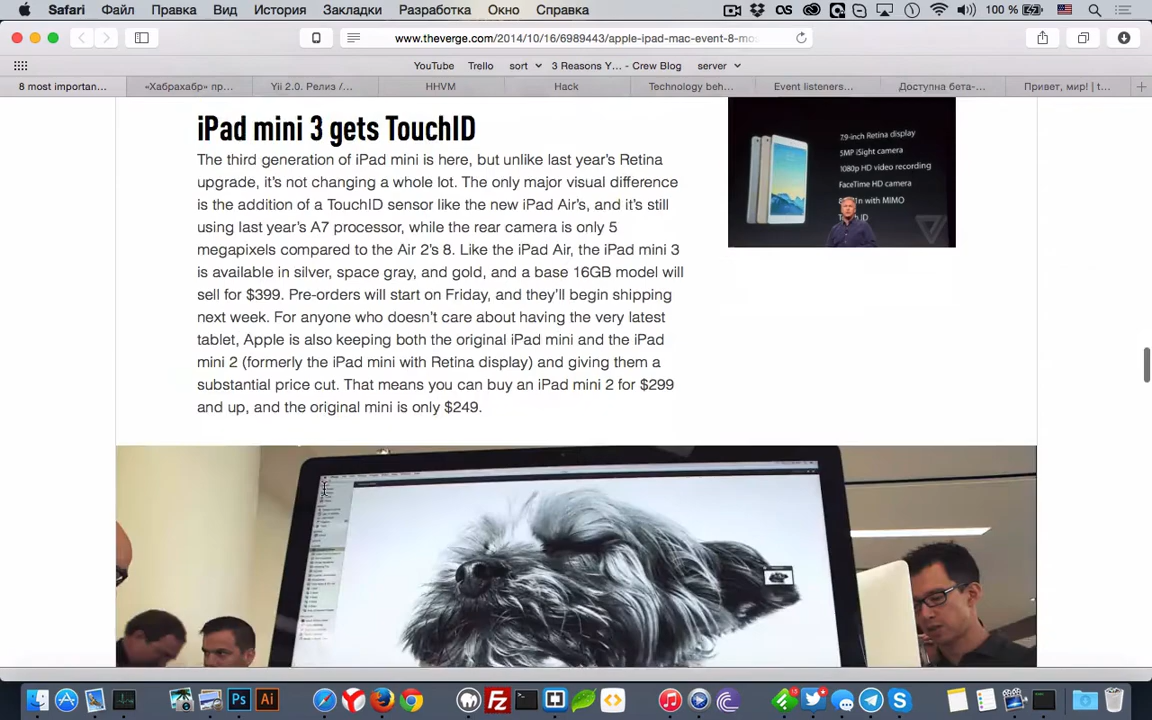 Safari Файл Правка Вид История Закладки Разработка Окно Справка 100 %
www.theverge.com/2014/10/16/6989443/apple-ipad-mac-event-8-mos
YouTube Trello sort 3 Reasons Y… - Crew Blog server
8 most importan… «Хабрахабр» пр… Yii 2.0. Релиз /… HHVM Hack Technology beh… Event listeners… Доступна бета-… Привет, мир! | t…
iPad mini 3 gets TouchID
The third generation of iPad mini is here, but unlike last year’s Retina
upgrade, it’s not changing a whole lot. The only major visual difference
is the addition of a TouchID sensor like the new iPad Air’s, and it’s still
using last year’s A7 processor, while the rear camera is only 5
megapixels compared to the Air 2’s 8. Like the iPad Air, the iPad mini 3
is available in silver, space gray, and gold, and a base 16GB model will
sell for $399. Pre-orders will start on Friday, and they’ll begin shipping
next week. For anyone who doesn’t care about having the very latest
tablet, Apple is also keeping both the original iPad mini and the iPad
mini 2 (formerly the iPad mini with Retina display) and giving them a
substantial price cut. That means you can buy an iPad mini 2 for $299
and up, and the original mini is only $249.
7.9-inch Retina display
5MP iSight camera
1080p HD video recording
FaceTime HD camera
with MIMO
ID
Ps Ai